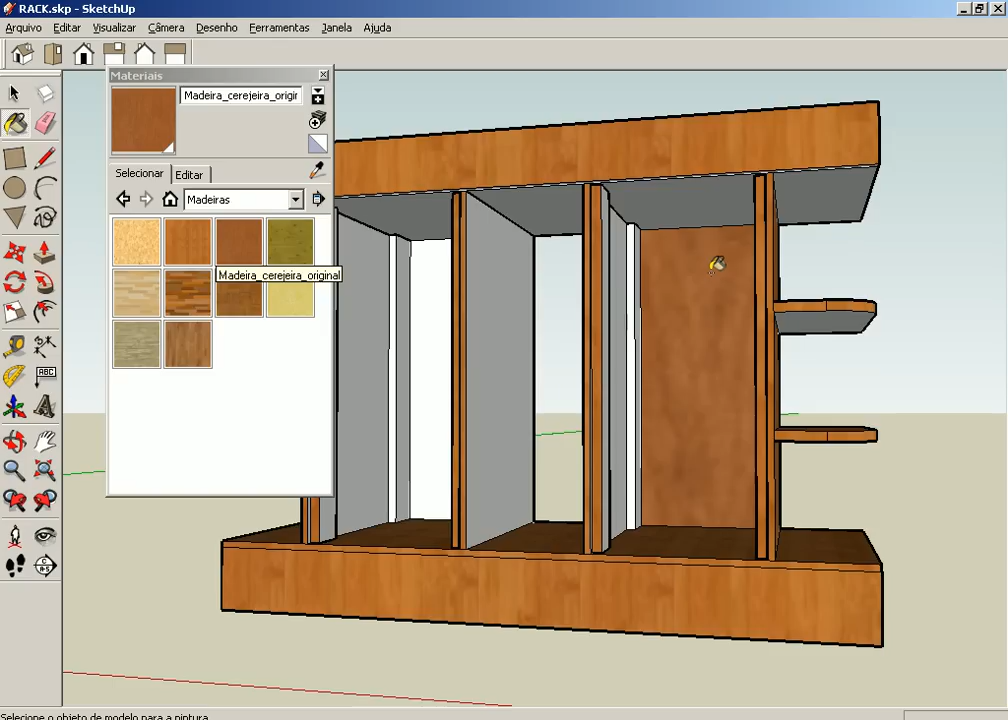 RACK.skp - SketchUp
Arquivo Editar Visualizar Câmera Desenho Ferramentas Janela Ajuda
Materiais
Madeira_cerejeira_origir
Selecionar Editar
Madeiras
Madeira_cerejeira_original
ABC
Selecione o objeto de modelo para a pintura